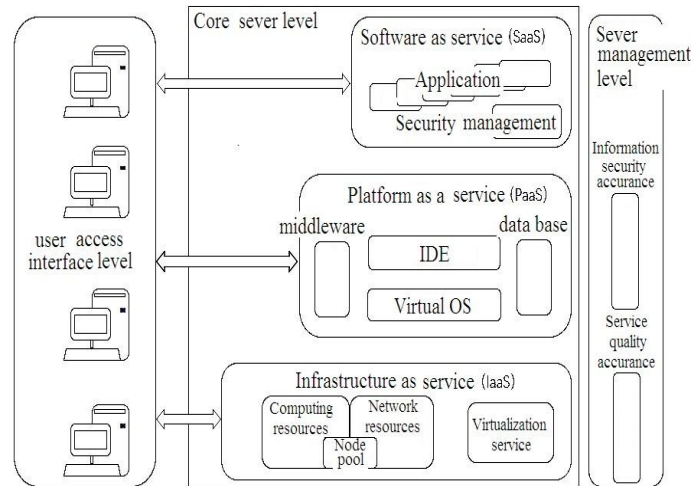 user access
interface level
Core sever level
Software as service (SaaS)
Application
Security management
Platform as a service (PaaS)
middleware
data base
IDE
Virtual OS
Infrastructure as service (IaaS)
Computing
resources
Network
resources
Node
pool
Virtualization
service
Sever
management
level
Information
security
accurance
Service
quality
accurance